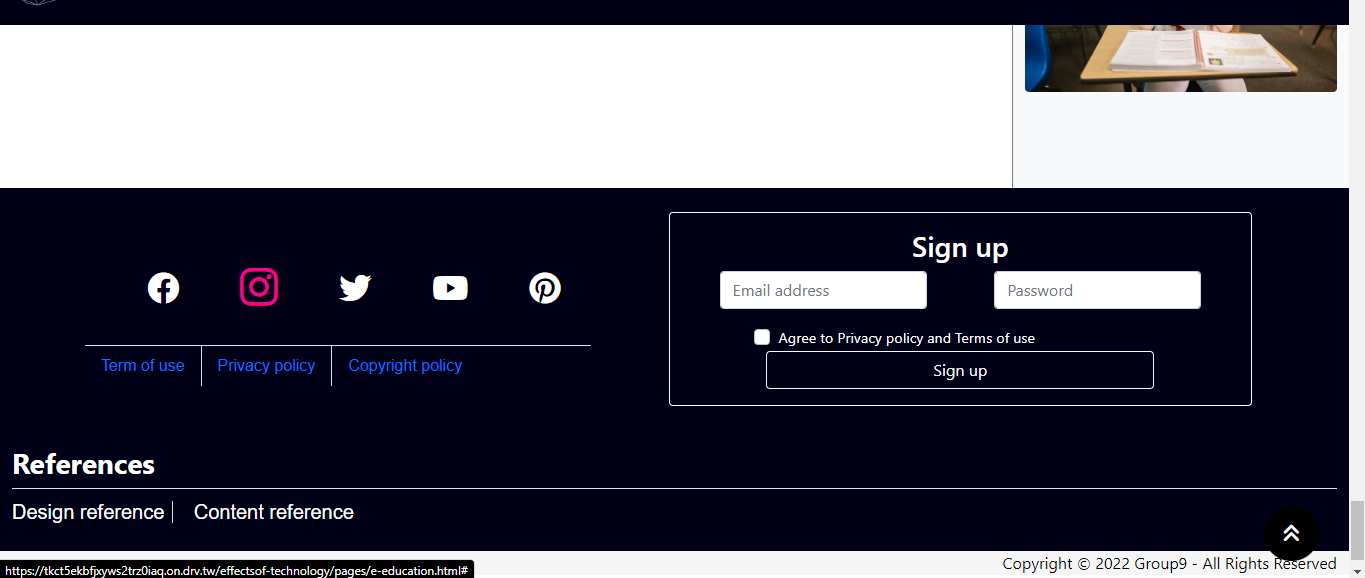 Sign up
Email address
Password
Agree to Privacy policy and Terms of use
Sign up
Term of use
Privacy policy
Copyright policy
References
Design reference
Content reference
Copyright © 2022 Group9 - All Rights Reserved
https://tkct5ekbfjxyws2trz0iaq.on.drv.tw/effectsof-technology/pages/e-education.html#